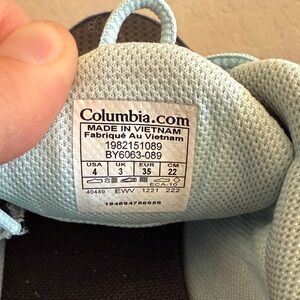 Columbia.com
MADE IN VIETNAM
Fabriqué Au Vietnam
1982151089
BY6063-089
USA UK EUR CM
4 3 35 22
ECA-10
40449 EWV 1221 222
194894786659